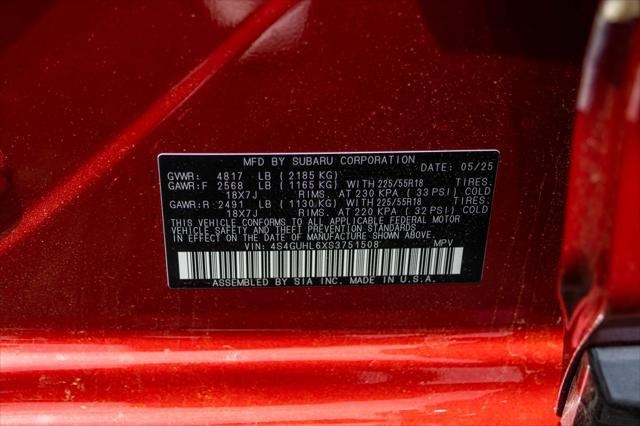 MFD BY SUBARU CORPORATION DATE: 05/25
GVWR: 4817 LB (2185 KG)
GAWR:F 2568 LB (1165 KG) WITH 225/55R18 TIRES.
18X7J RIMS. AT 230 KPA (33 PSI) COLD
GAWR:R 2491 LB (1130 KG) WITH 225/55R18 TIRES.
18X7J RIMS. AT 220 KPA (32 PSI) COLD
THIS VEHICLE CONFORMS TO ALL APPLICABLE FEDERAL MOTOR
VEHICLE SAFETY AND THEFT PREVENTION STANDARDS IN
EFFECT ON THE DATE OF MANUFACTURE SHOWN ABOVE.
VIN: 4S4GUHL6XS3751508 MPV
ASSEMBLED BY SIA INC. MADE IN U.S.A.